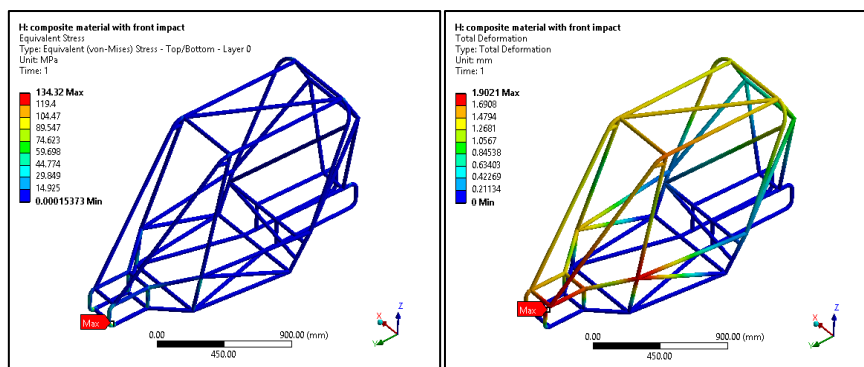 H: composite material with front impact
Equivalent Stress
Type: Equivalent (von-Mises) Stress - Top/Bottom - Layer 0
Unit: MPa
Time: 1
134.32 Max
119.4
104.47
89.547
74.623
59.698
44.774
29.849
14.925
0.00015373 Min
Max
0.00
900.00 (mm)
450.00
X
Y
Z
H: composite material with front impact
Total Deformation
Type: Total Deformation
Unit: mm
Time: 1
1.9021 Max
1.6908
1.4794
1.2681
1.0567
0.84538
0.63403
0.42269
0.21134
0 Min
Max
0.00
900.00 (mm)
450.00
X
Y
Z